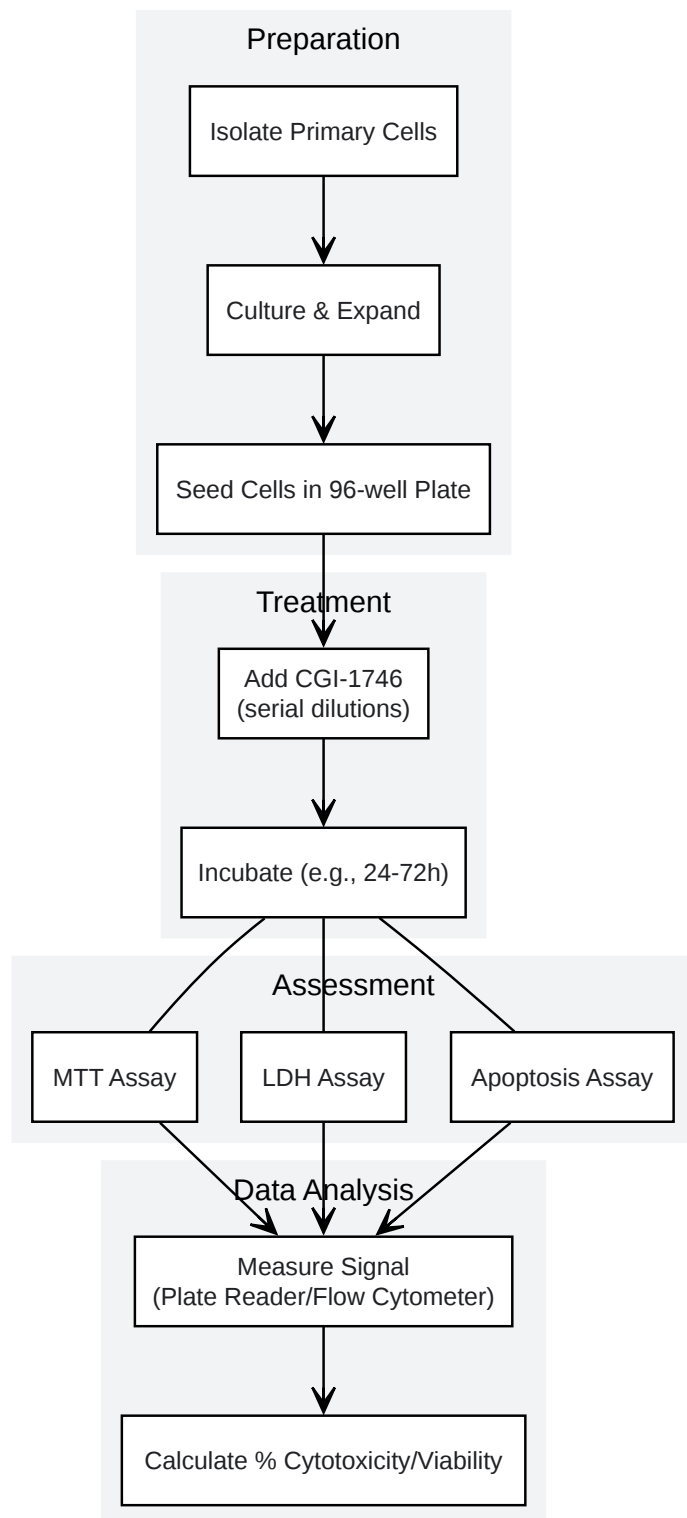 Preparation
Isolate Primary Cells
Culture & Expand
Seed Cells in 96-well Plate
Treatment
Add CGI-1746
(serial dilutions)
Incubate (e.g., 24-72h)
Assessment
MTT Assay
LDH Assay
Apoptosis Assay
Data Analysis
Measure Signal
(Plate Reader/Flow Cytometer)
Calculate % Cytotoxicity/Viability